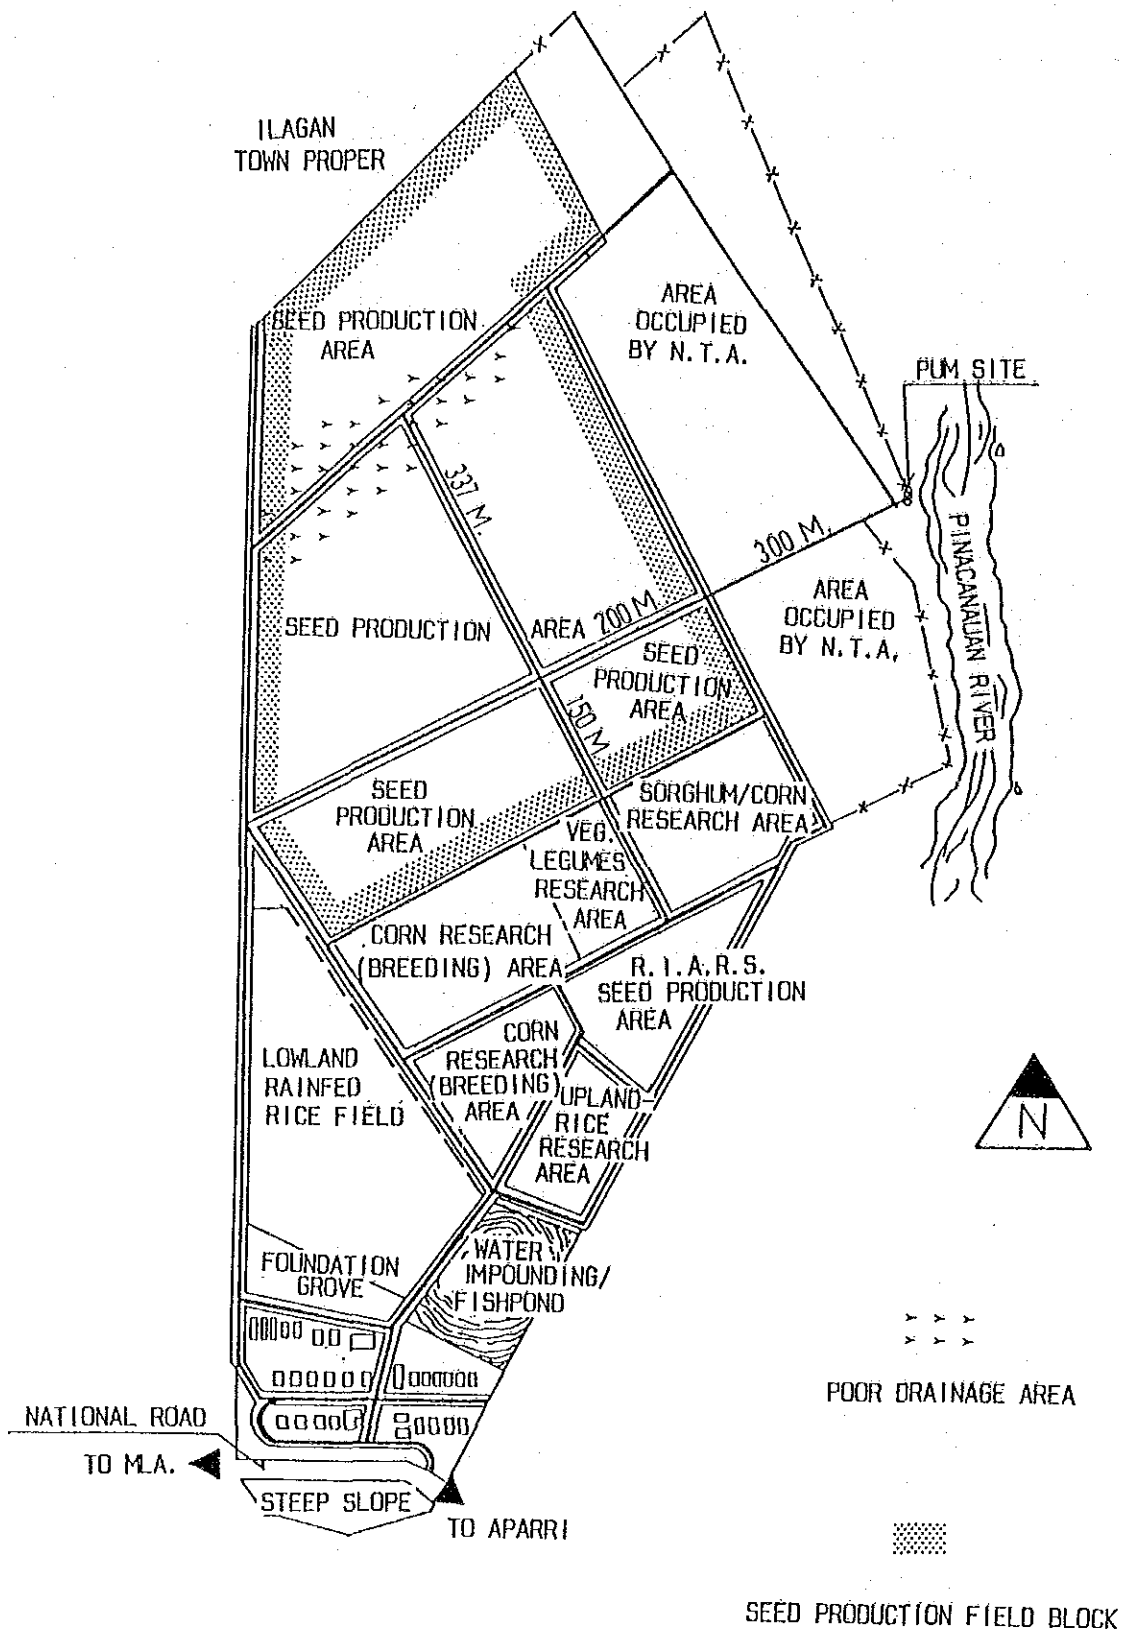 ILAGAN
TOWN PROPER
SEED PRODUCTION
AREA
AREA
OCCUPIED
BY N.T.A.
PUM SITE
337 M.
300 M.
PINACANAUAN RIVER
AREA
OCCUPIED
BY N.T.A.
SEED PRODUCTION AREA
200 M.
SEED
PRODUCTION
AREA
150 M
SEED
PRODUCTION
AREA
SORGHUM/CORN
RESEARCH AREA
VEG.
LEGUMES
RESEARCH
AREA
CORN RESEARCH
(BREEDING) AREA
R.I.A.R.S.
SEED PRODUCTION
AREA
CORN
RESEARCH
(BREEDING)
AREA
LOWLAND
RAINFED
RICE FIELD
UPLAND-
RICE
RESEARCH
AREA
N
FOUNDATION
GROVE
WATER
IMPOUNDING/
FISHPOND
POOR DRAINAGE AREA
NATIONAL ROAD
TO MLA.
STEEP SLOPE
TO APARRI
SEED PRODUCTION FIELD BLOCK